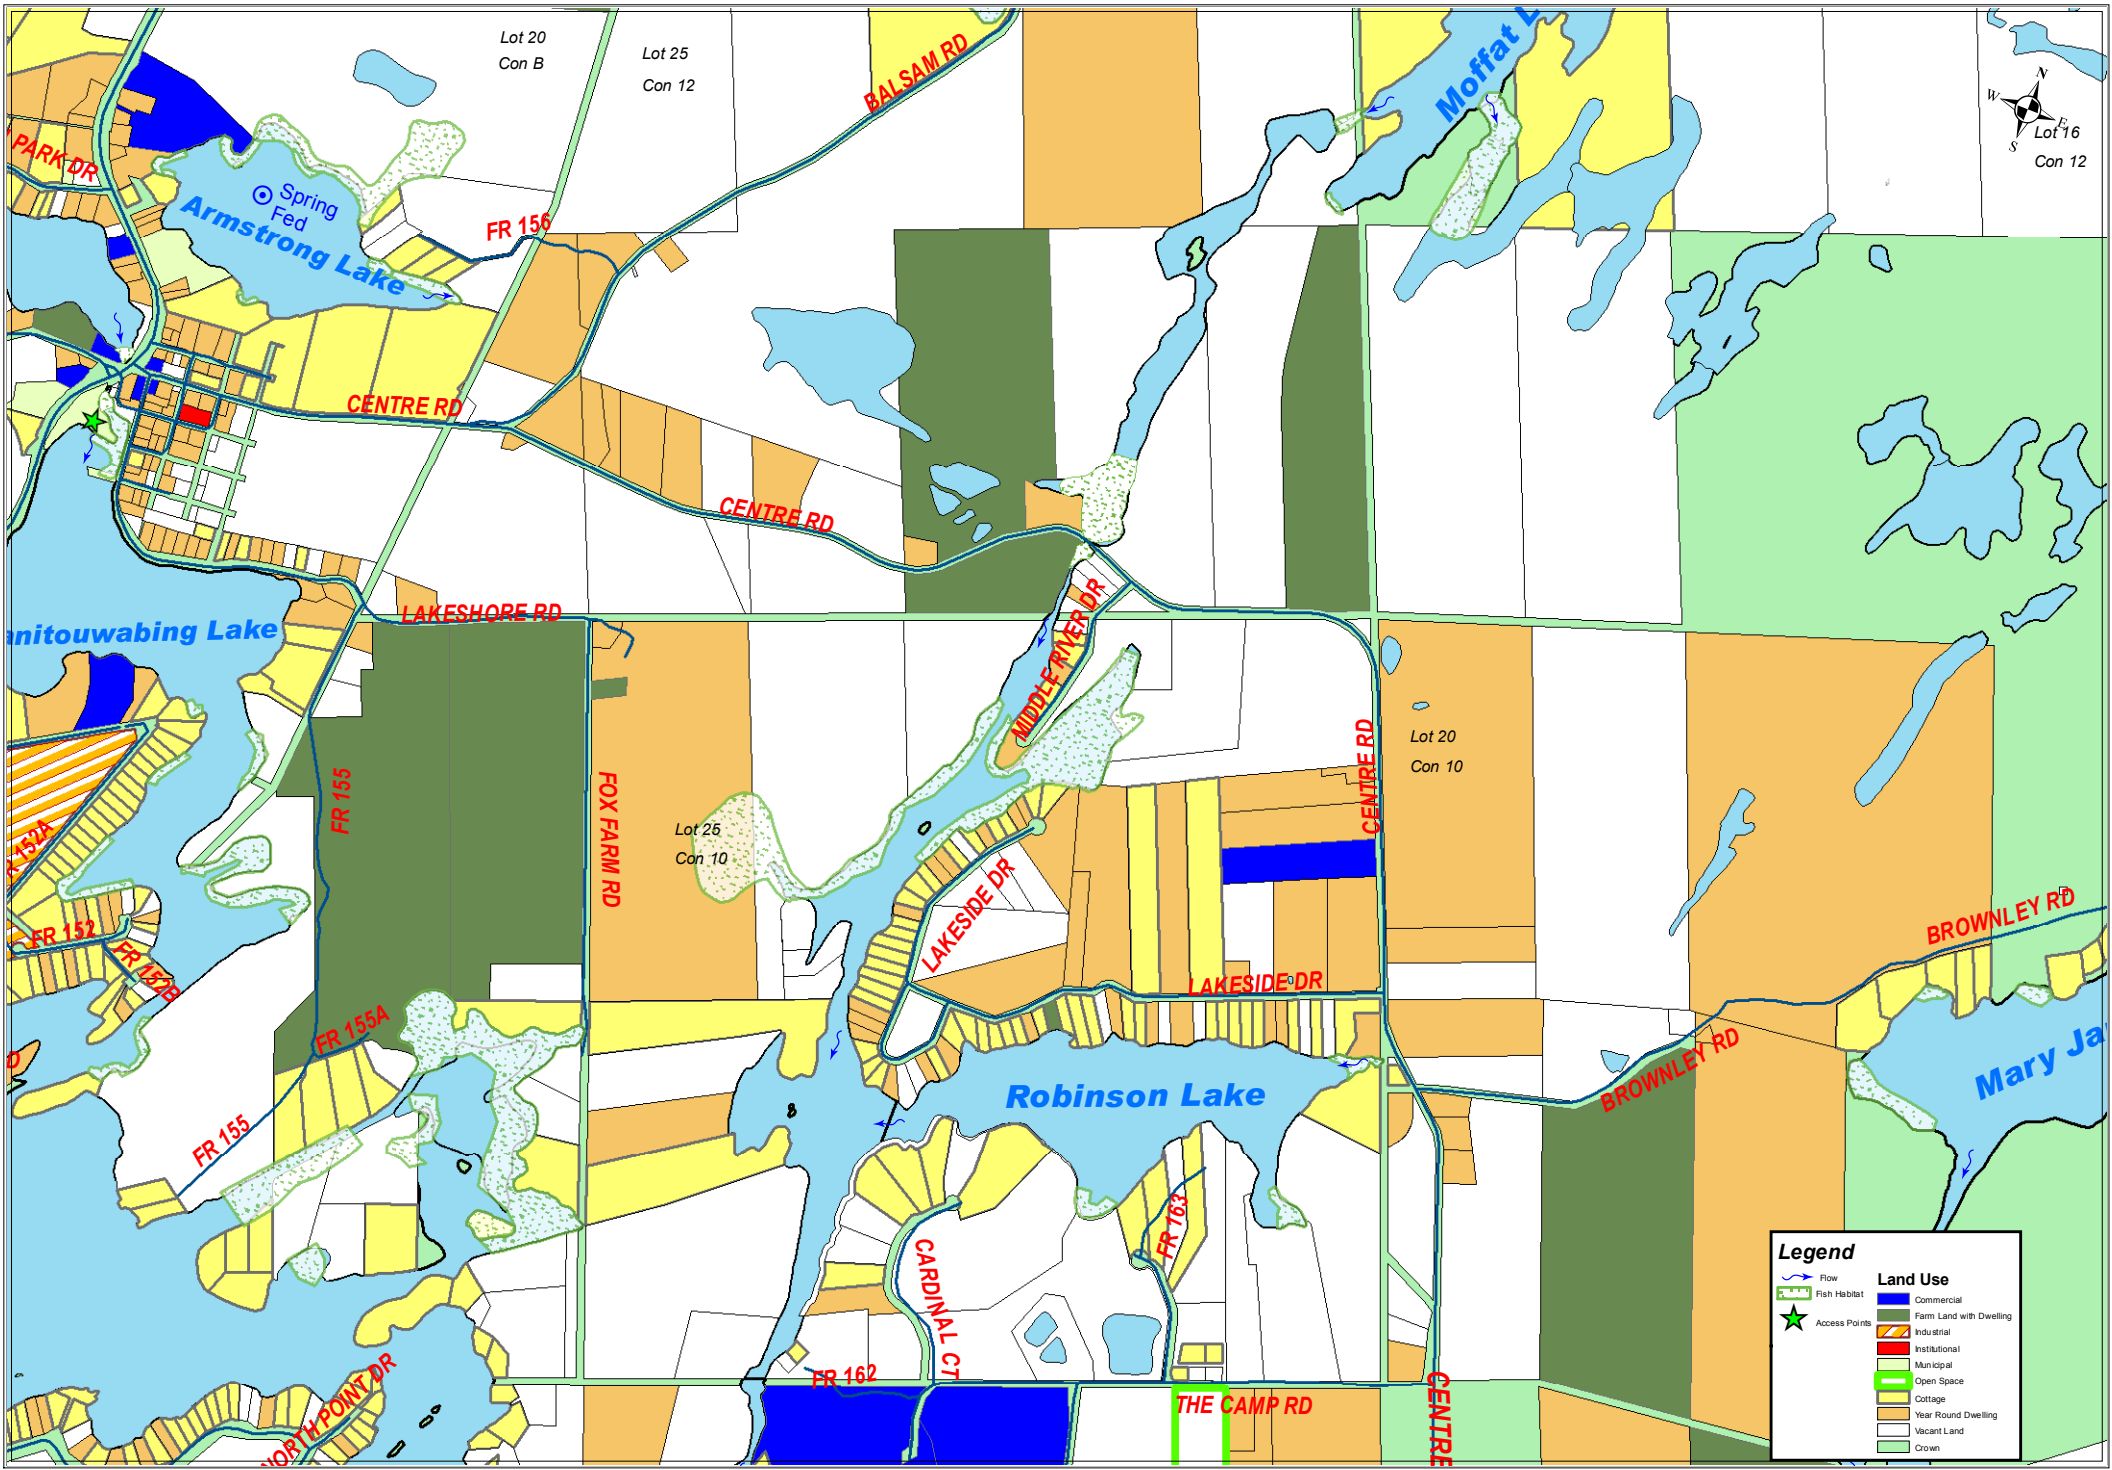 Lot 20
Con B
Lot 25
Con 12
BALSAM RD
Moffat L
N
W
E
S
Lot 16
Con 12
PARK DR
Spring
Fed
Armstrong Lake
FR 156
CENTRE RD
CENTRE RD
LAKESHORE RD
anitouwabing Lake
MIDDLE RIVER DR
FR 155
FOX FARM RD
Lot 25
Con 10
CENTRE RD
Lot 20
Con 10
R 152A
FR 152
FR 152B
LAKESIDE DR
LAKESIDE DR
BROWNLEY RD
BROWNLEY RD
FR 155A
D
FR 155
Robinson Lake
Mary Ja
FR 163
CARDINAL CT
FR 162
NORTH POINT DR
THE CAMP RD
CENTRE
Legend
Flow
Fish Habitat
Access Points
Land Use
Commercial
Farm Land with Dwelling
Industrial
Institutional
Municipal
Open Space
Cottage
Year Round Dwelling
Vacant Land
Crown